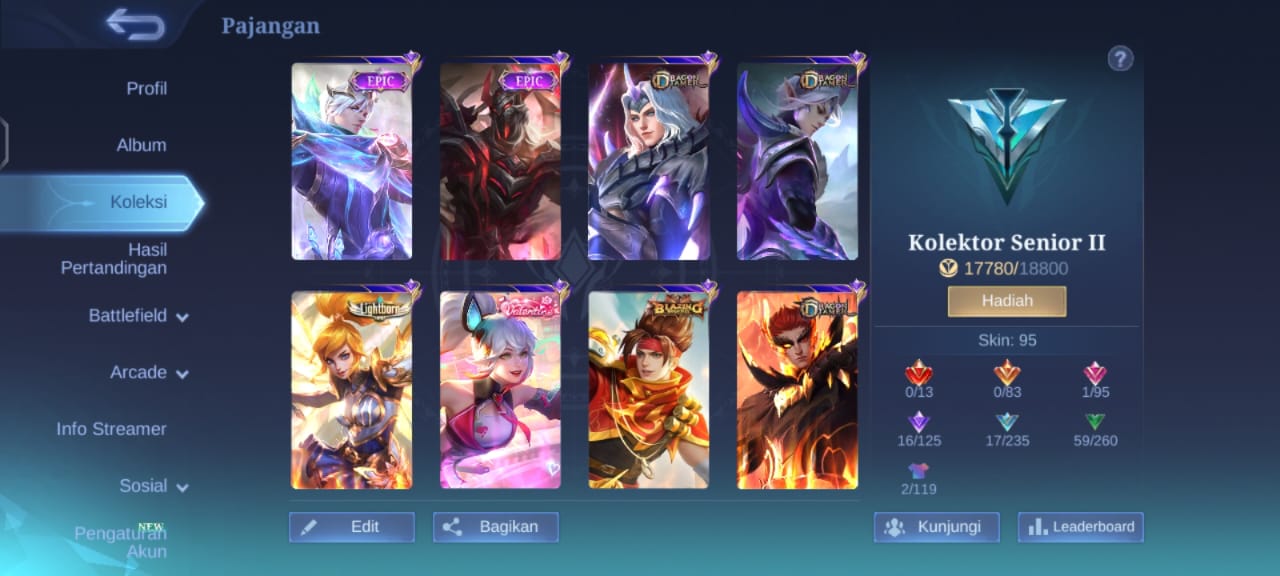 Pajangan
?
Profil
Album
Koleksi
Hasil
Pertandingan
Battlefield
Arcade
Info Streamer
Sosial
NEW
Pengaturan
Akun
EPIC
EPIC
DRAGON
TAMER
DRAGON
TAMER
Lightborn
Valentine
BLAZING
DRAGON
TAMER
Edit
Bagikan
Kolektor Senior II
17780/18800
Hadiah
Skin: 95
0/13
0/83
1/95
16/125
17/235
59/260
2/119
Kunjungi
Leaderboard